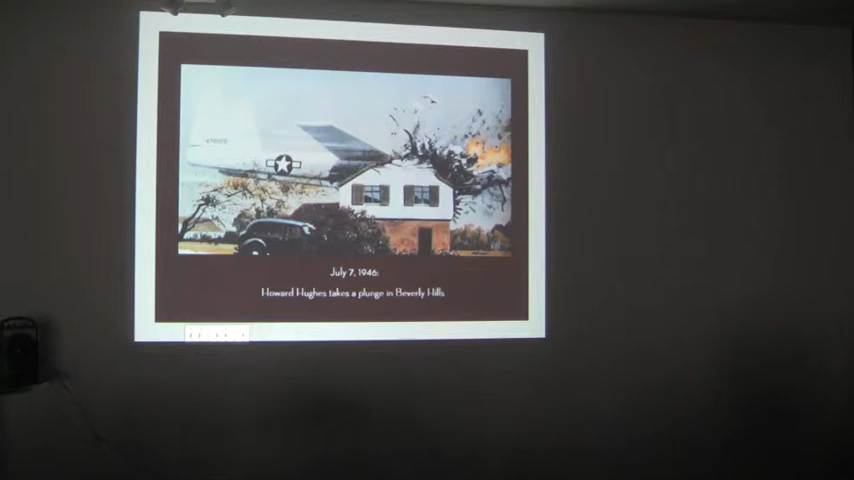 July 7, 1946:
Howard Hughes takes a plunge in Beverly Hills